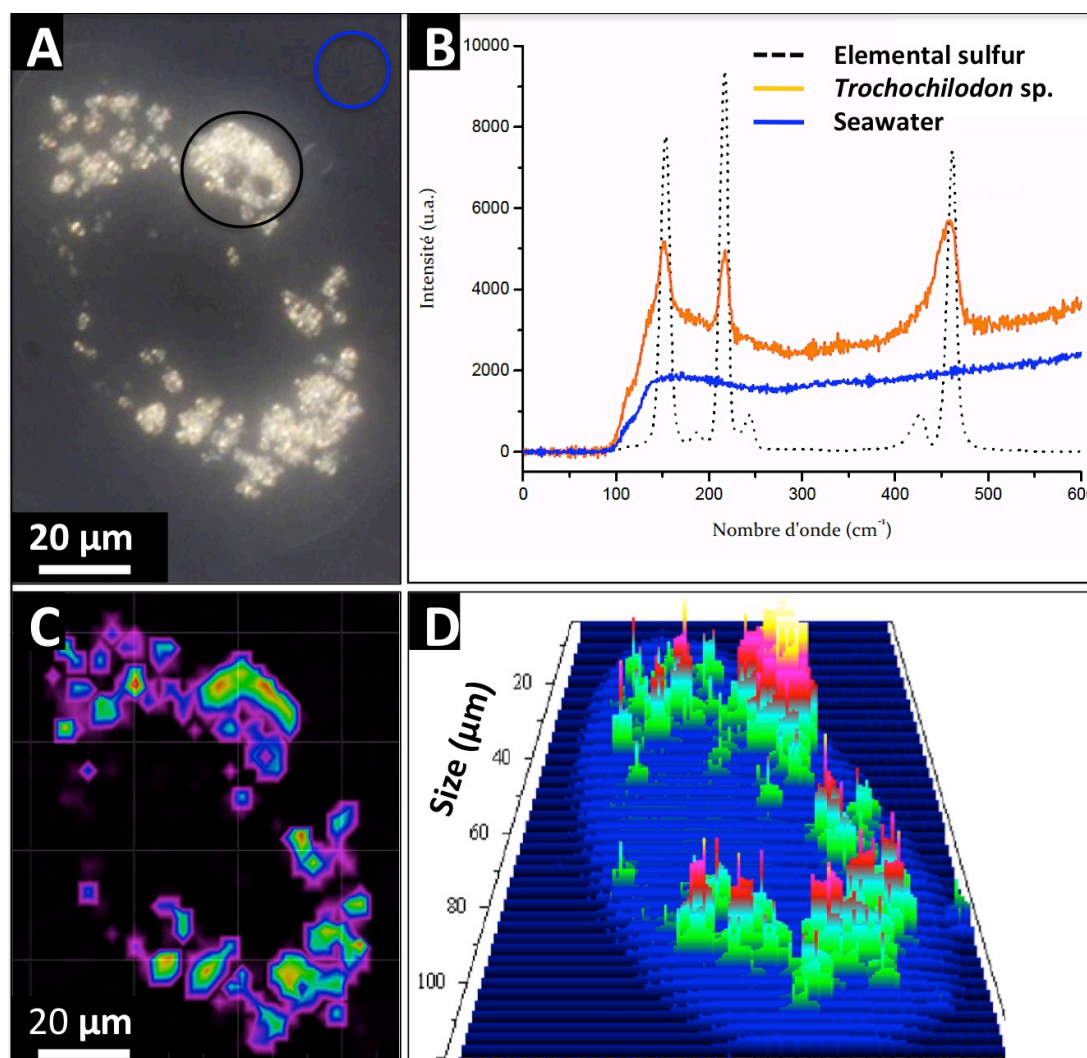 A
20 µm
B
10000
8000
6000
4000
2000
0
Intensité (u.a.)
Elemental sulfur
Trochochilodon sp.
Seawater
0 100 200 300 400 500 600
Nombre d'onde (cm⁻¹)
C
20 µm
D
Size (µm)
20
40
60
80
100